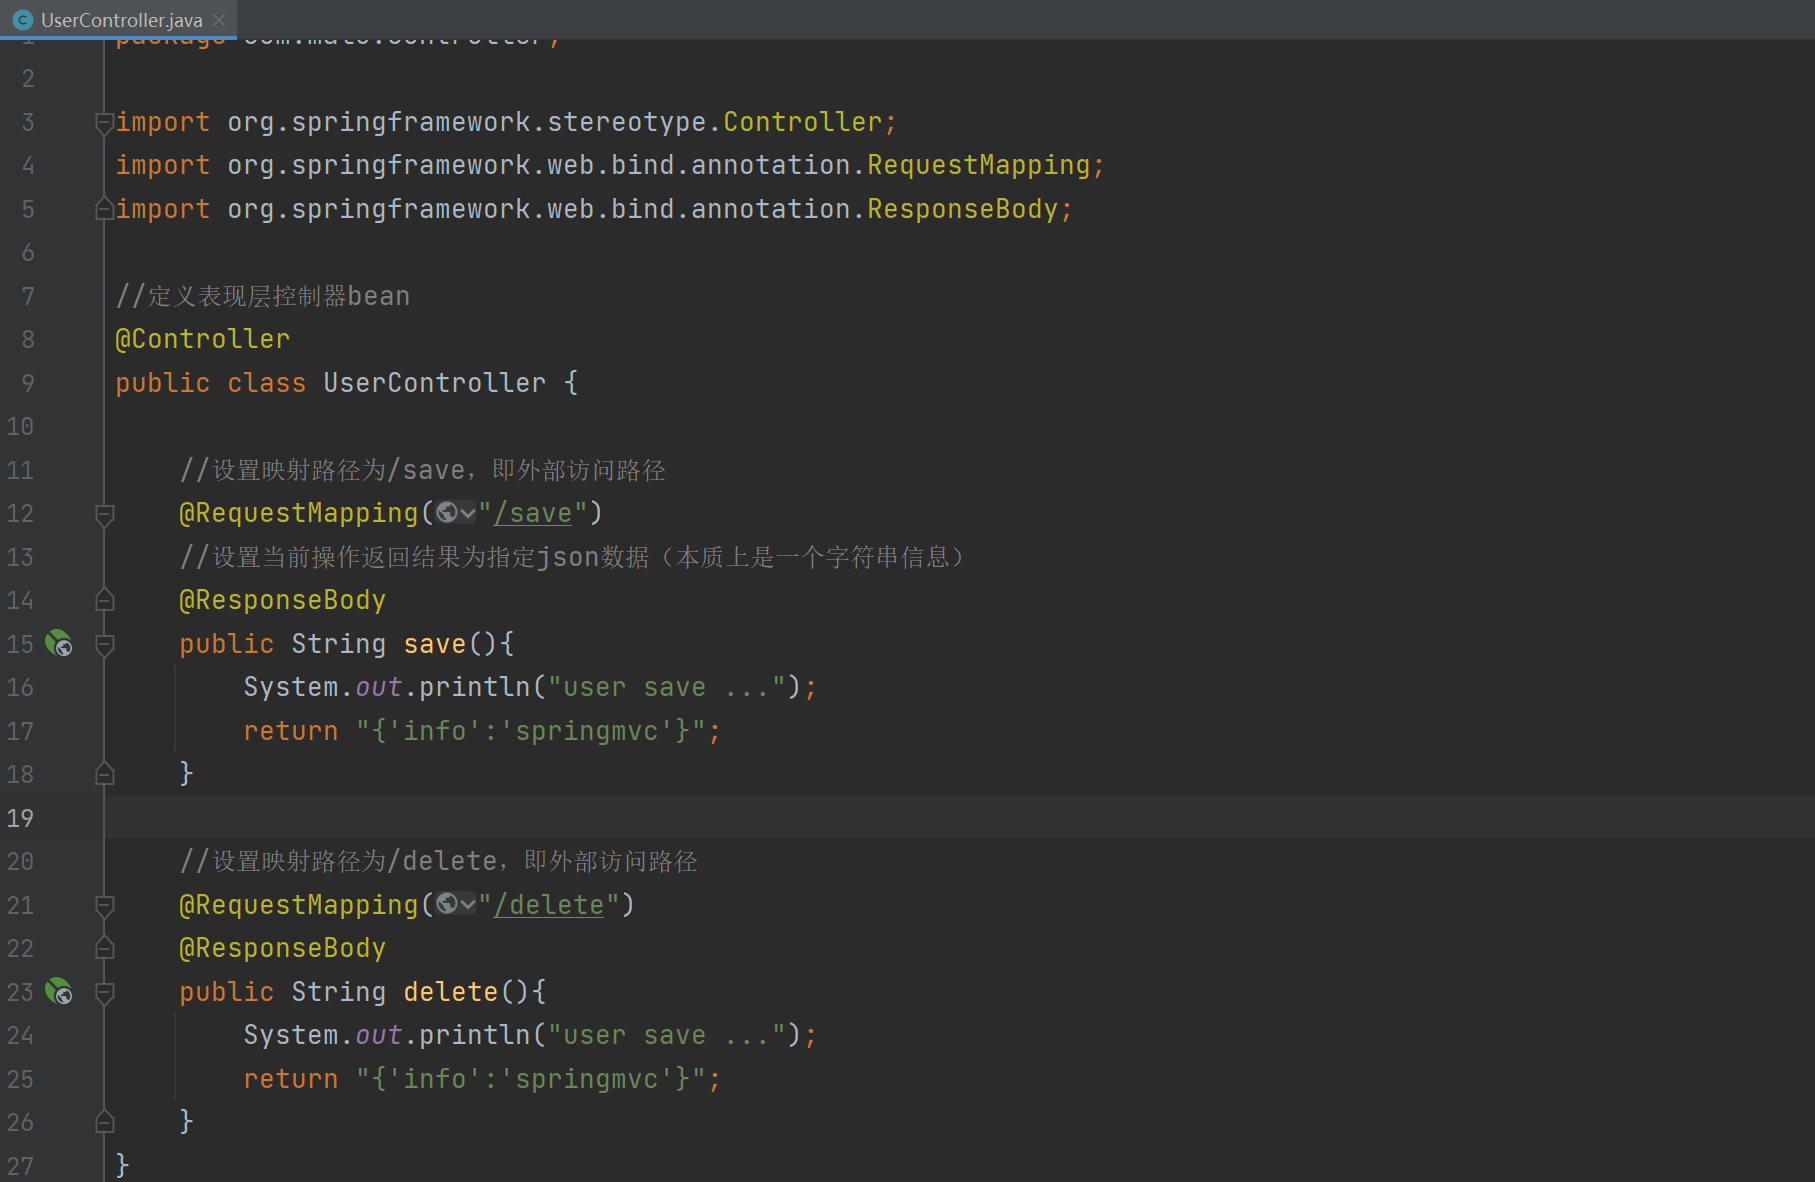 UserController.java
1 package
2
3 import org.springframework.stereotype.Controller;
4 import org.springframework.web.bind.annotation.RequestMapping;
5 import org.springframework.web.bind.annotation.ResponseBody;
6
7 //定义表现层控制器bean
8 @Controller
9 public class UserController {
10
11 //设置映射路径为/save，即外部访问路径
12 @RequestMapping("/save")
13 //设置当前操作返回结果为指定json数据（本质上是一个字符串信息）
14 @ResponseBody
15 public String save(){
16 System.out.println("user save ...");
17 return "{'info':'springmvc'}";
18 }
19
20 //设置映射路径为/delete，即外部访问路径
21 @RequestMapping("/delete")
22 @ResponseBody
23 public String delete(){
24 System.out.println("user save ...");
25 return "{'info':'springmvc'}";
26 }
27 }